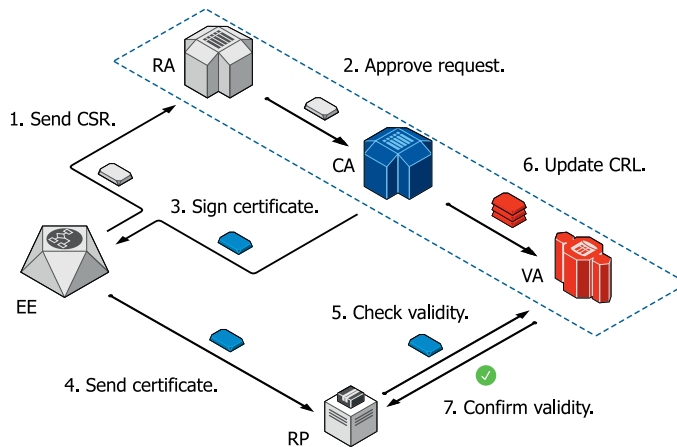 RA
2. Approve request.
1. Send CSR.
CA
6. Update CRL.
3. Sign certificate.
VA
EE
5. Check validity.
4. Send certificate.
7. Confirm validity.
RP